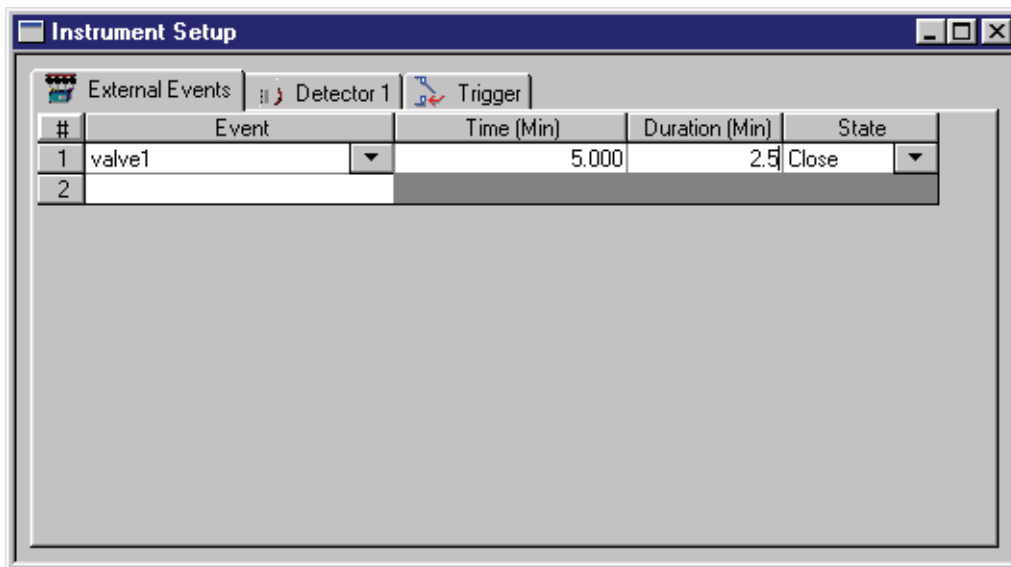 Instrument Setup
External Events Detector 1 Trigger
# Event Time (Min) Duration (Min) State
1 valve1 5.000 2.5 Close
2